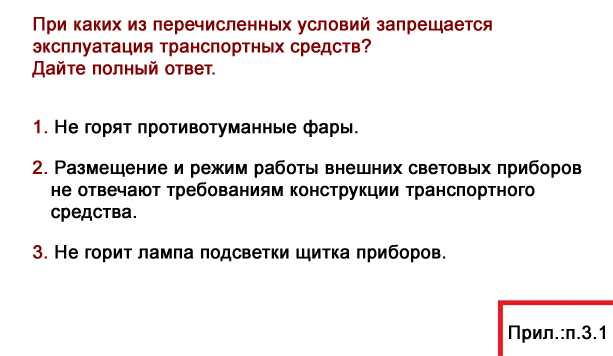 При каких из перечисленных условий запрещается
эксплуатация транспортных средств?
Дайте полный ответ.
1. Не горят противотуманные фары.
2. Размещение и режим работы внешних световых приборов
не отвечают требованиям конструкции транспортного
средства.
3. Не горит лампа подсветки щитка приборов.
Прил.:п.3.1